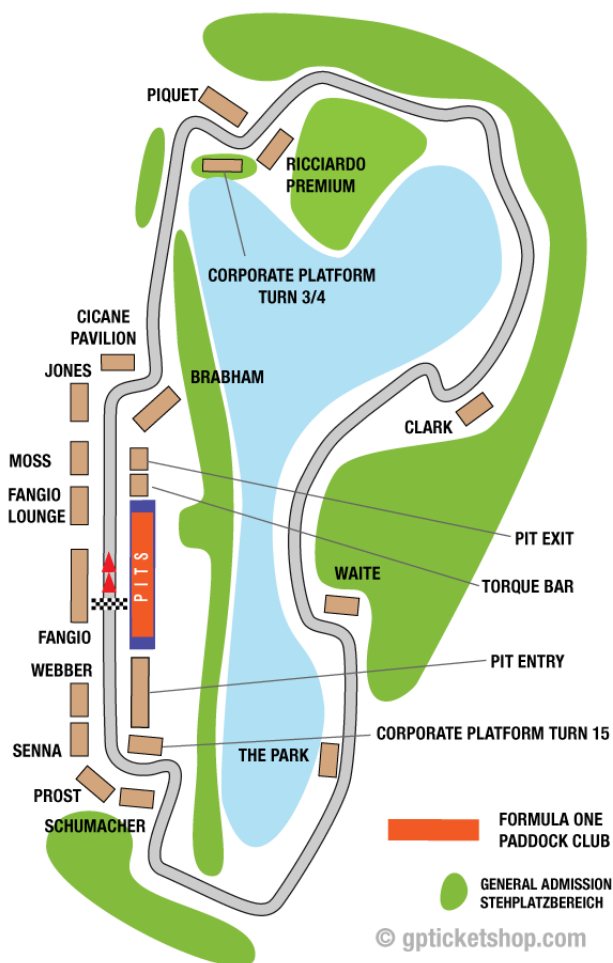 PIQUET
RICCIARDO
PREMIUM
CORPORATE PLATFORM
TURN 3/4
CICANE
PAVILION
JONES
BRABHAM
CLARK
MOSS
FANGIO
LOUNGE
PIT EXIT
PITS
WAITE
TORQUE BAR
FANGIO
WEBBER
PIT ENTRY
SENNA
THE PARK
CORPORATE PLATFORM TURN 15
PROST
SCHUMACHER
FORMULA ONE
PADDOCK CLUB
GENERAL ADMISSION
STEHPLATZBEREICH
© gpticketshop.com